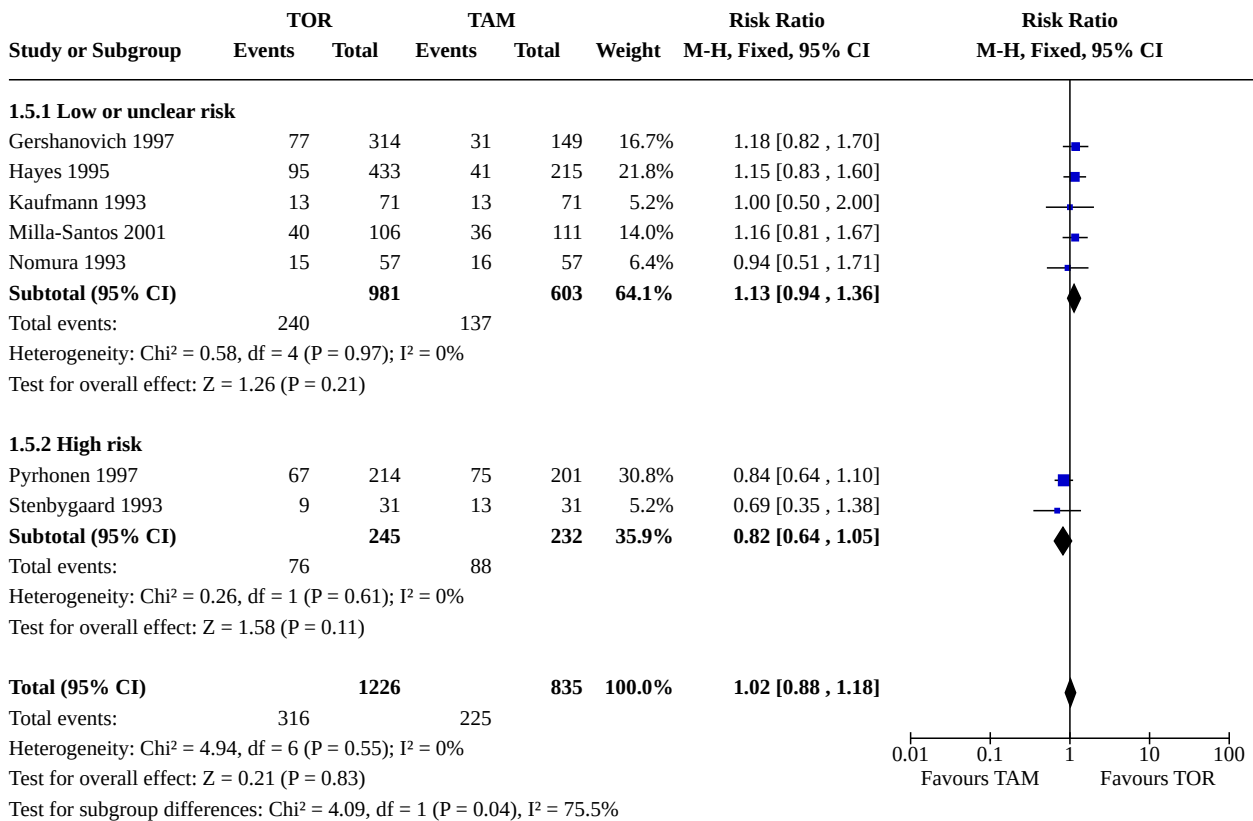 TOR TAM Risk Ratio Risk Ratio
Study or Subgroup Events Total Events Total Weight M-H, Fixed, 95% CI M-H, Fixed, 95% CI
1.5.1 Low or unclear risk
Gershanovich 1997 77 314 31 149 16.7% 1.18 [0.82 , 1.70]
Hayes 1995 95 433 41 215 21.8% 1.15 [0.83 , 1.60]
Kaufmann 1993 13 71 13 71 5.2% 1.00 [0.50 , 2.00]
Milla-Santos 2001 40 106 36 111 14.0% 1.16 [0.81 , 1.67]
Nomura 1993 15 57 16 57 6.4% 0.94 [0.51 , 1.71]
Subtotal (95% CI) 981 603 64.1% 1.13 [0.94 , 1.36]
Total events: 240 137
Heterogeneity: Chi² = 0.58, df = 4 (P = 0.97); I² = 0%
Test for overall effect: Z = 1.26 (P = 0.21)
1.5.2 High risk
Pyrhonen 1997 67 214 75 201 30.8% 0.84 [0.64 , 1.10]
Stenbygaard 1993 9 31 13 31 5.2% 0.69 [0.35 , 1.38]
Subtotal (95% CI) 245 232 35.9% 0.82 [0.64 , 1.05]
Total events: 76 88
Heterogeneity: Chi² = 0.26, df = 1 (P = 0.61); I² = 0%
Test for overall effect: Z = 1.58 (P = 0.11)
Total (95% CI) 1226 835 100.0% 1.02 [0.88 , 1.18]
Total events: 316 225
Heterogeneity: Chi² = 4.94, df = 6 (P = 0.55); I² = 0%
0.01 0.1 1 10 100
Test for overall effect: Z = 0.21 (P = 0.83)
Favours TAM Favours TOR
Test for subgroup differences: Chi² = 4.09, df = 1 (P = 0.04), I² = 75.5%